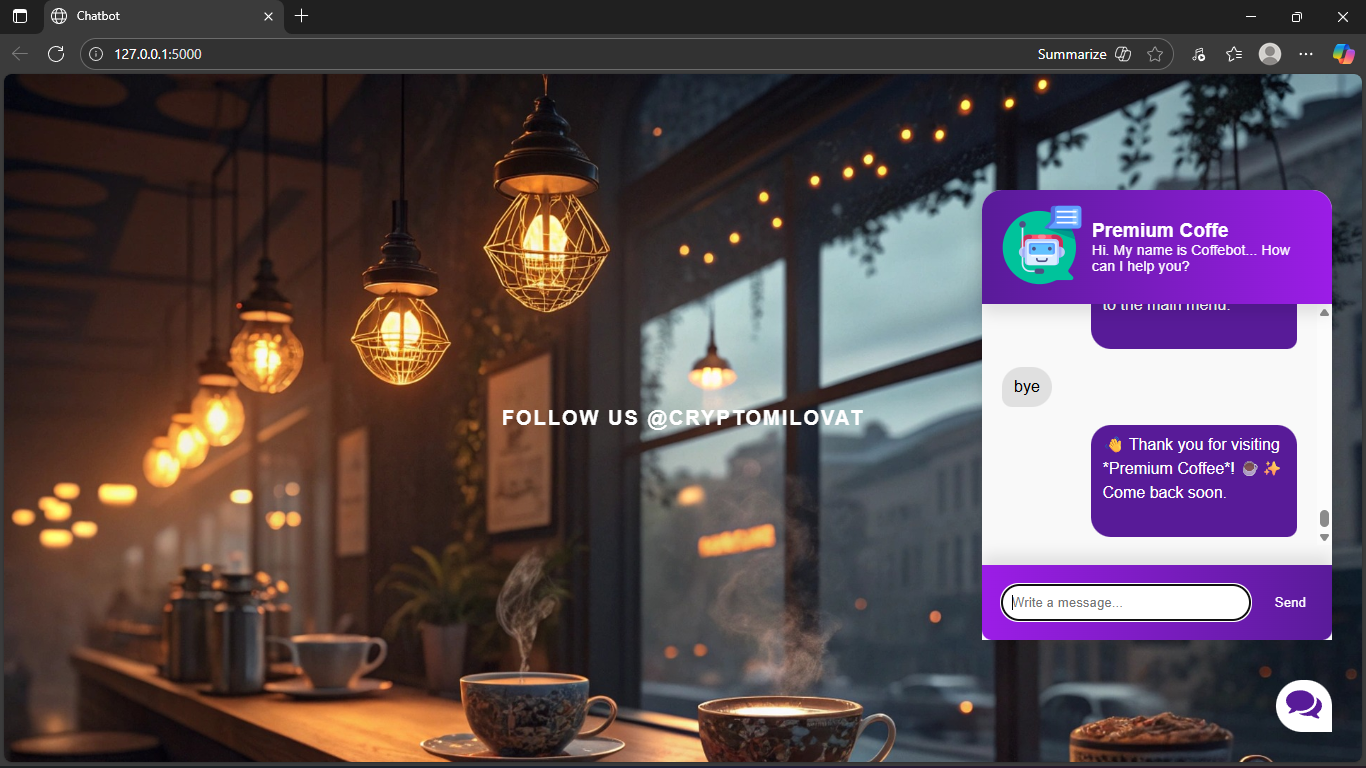 Chatbot
127.0.0.1:5000
Summarize
Premium Coffe
Hi. My name is Coffebot... How
can I help you?
to the main menu.
bye
👋 Thank you for visiting
*Premium Coffee*! ☕ ✨
Come back soon.
FOLLOW US @CRYPTOMILOVAT
Write a message...
Send